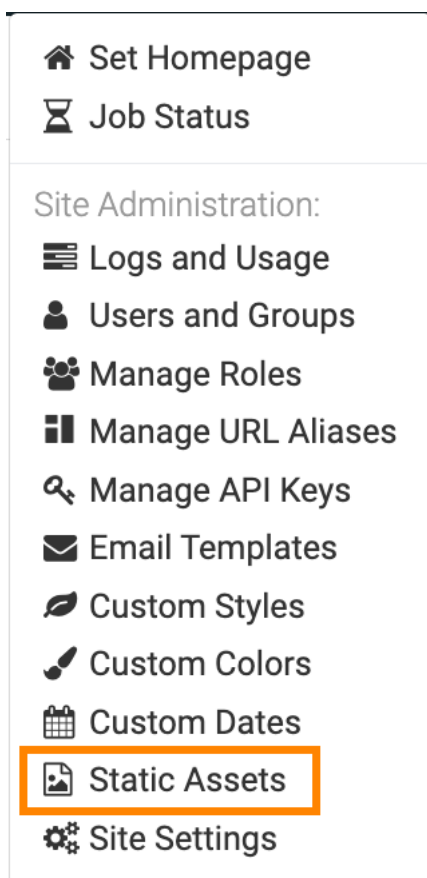 Set Homepage
Job Status
Site Administration:
Logs and Usage
Users and Groups
Manage Roles
Manage URL Aliases
Manage API Keys
Email Templates
Custom Styles
Custom Colors
Custom Dates
Static Assets
Site Settings